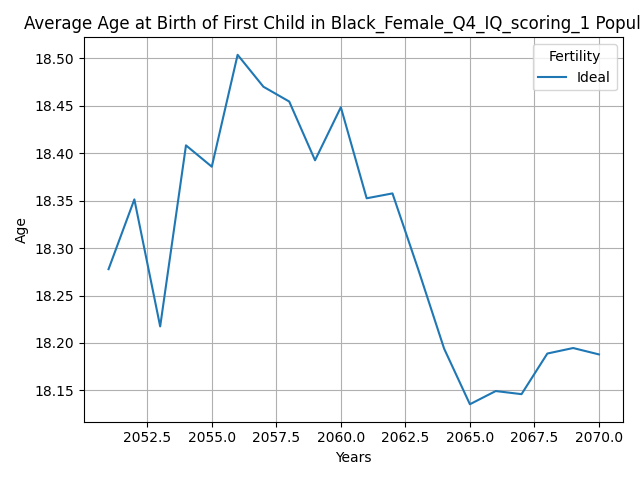 Average Age at Birth of First Child in Black_Female_Q4_IQ_scoring_1 Popul
18.50
18.45
18.40
18.35
18.30
18.25
18.20
18.15
Age
Fertility
Ideal
2052.5 2055.0 2057.5 2060.0 2062.5 2065.0 2067.5 2070.0
Years